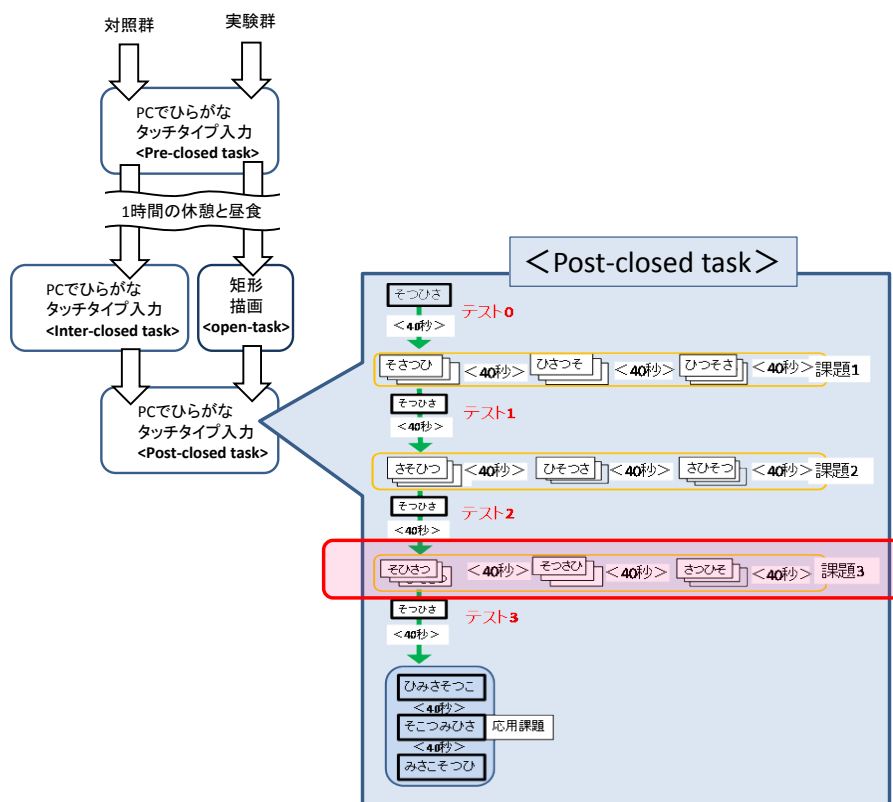 対照群
実験群
PCでひらがな
タッチタイプ入力
<Pre-closed task>
1時間の休憩と昼食
PCでひらがな
タッチタイプ入力
<Inter-closed task>
矩形
描画
<open-task>
PCでひらがな
タッチタイプ入力
<Post-closed task>
＜Post-closed task＞
そつひさ
テスト0
＜40秒＞
そさつひ ＜40秒＞ ひさつそ ＜40秒＞ ひつそさ ＜40秒＞ 課題1
そつひさ
テスト1
＜40秒＞
さそひつ ＜40秒＞ ひそつさ ＜40秒＞ さひそつ ＜40秒＞ 課題2
そつひさ
テスト2
＜40秒＞
そひさつ ＜40秒＞ そつさひ ＜40秒＞ さつひそ ＜40秒＞ 課題3
そつひさ
テスト3
＜40秒＞
ひみさそつこ
＜40秒＞
そこつみひさ 応用課題
＜40秒＞
みさこそつひ